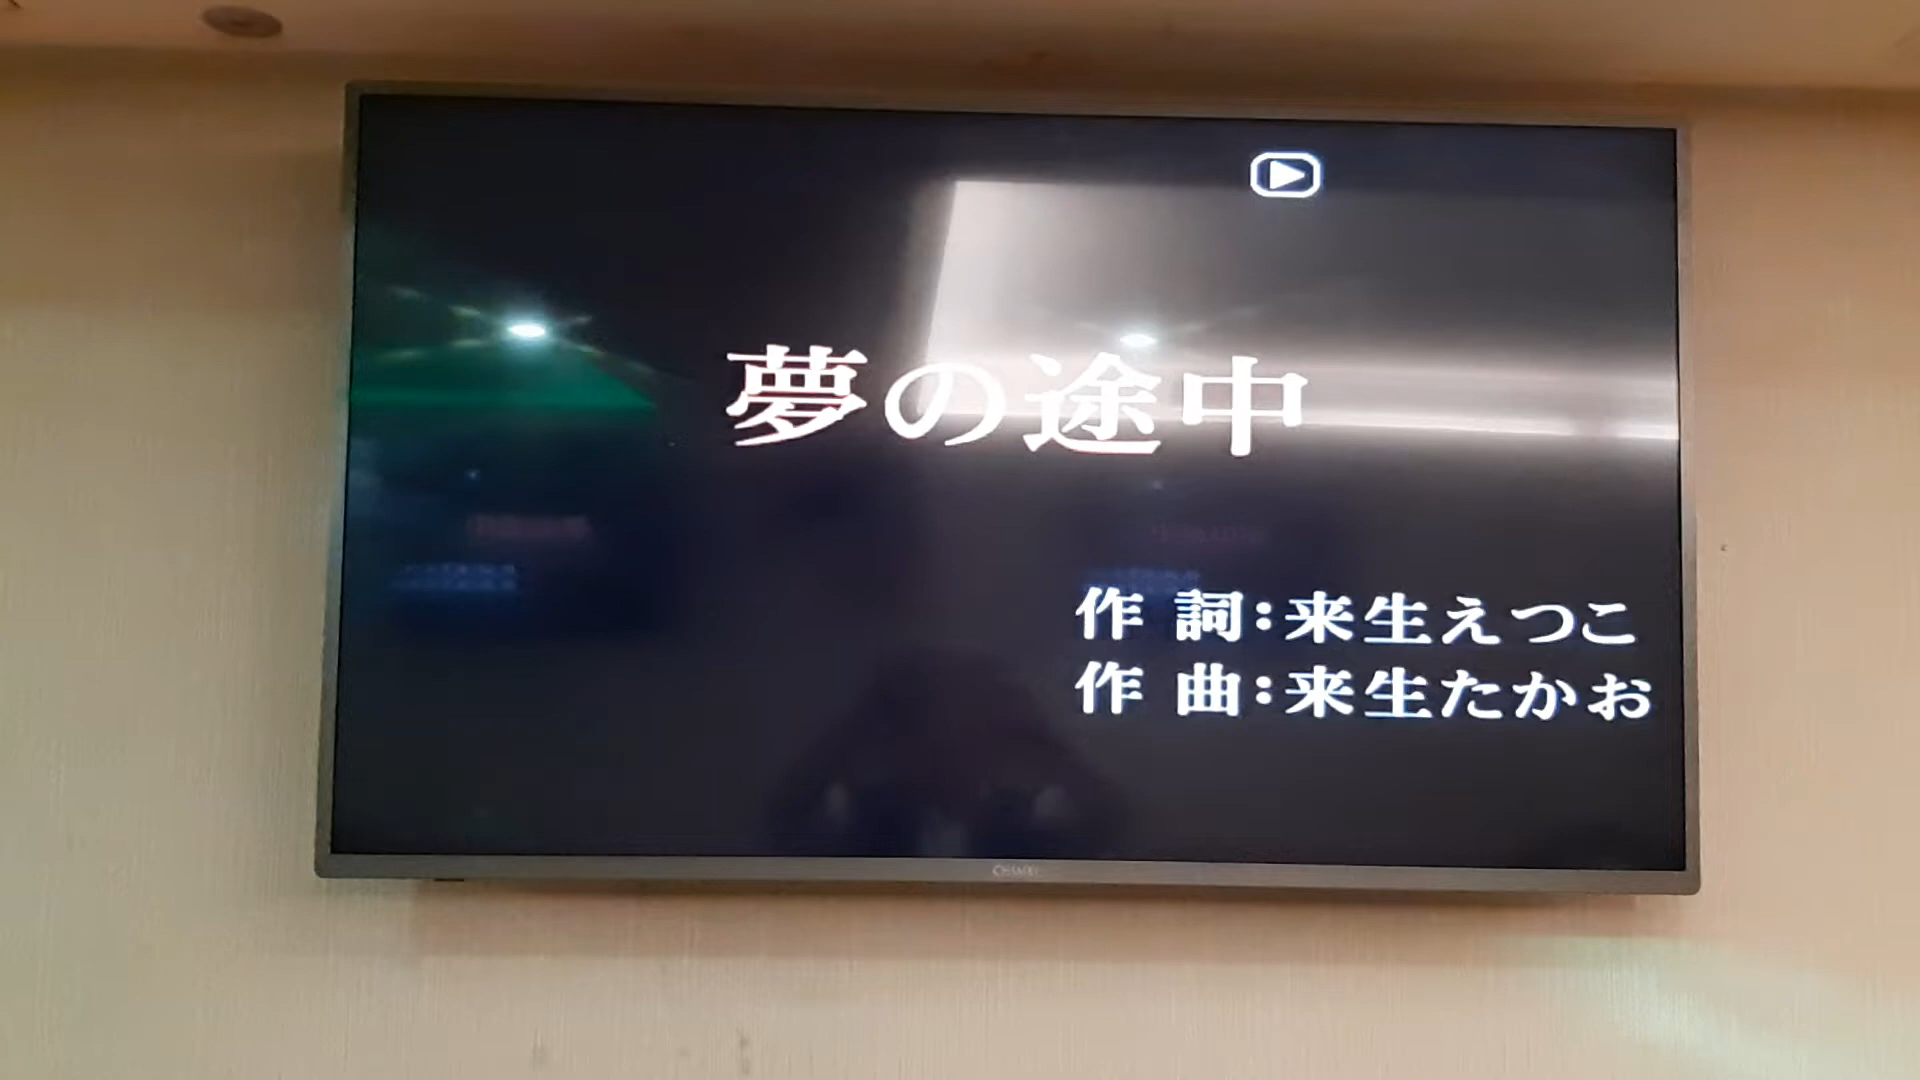 夢の途中
作 詞：来生えつこ
作 曲：来生たかお